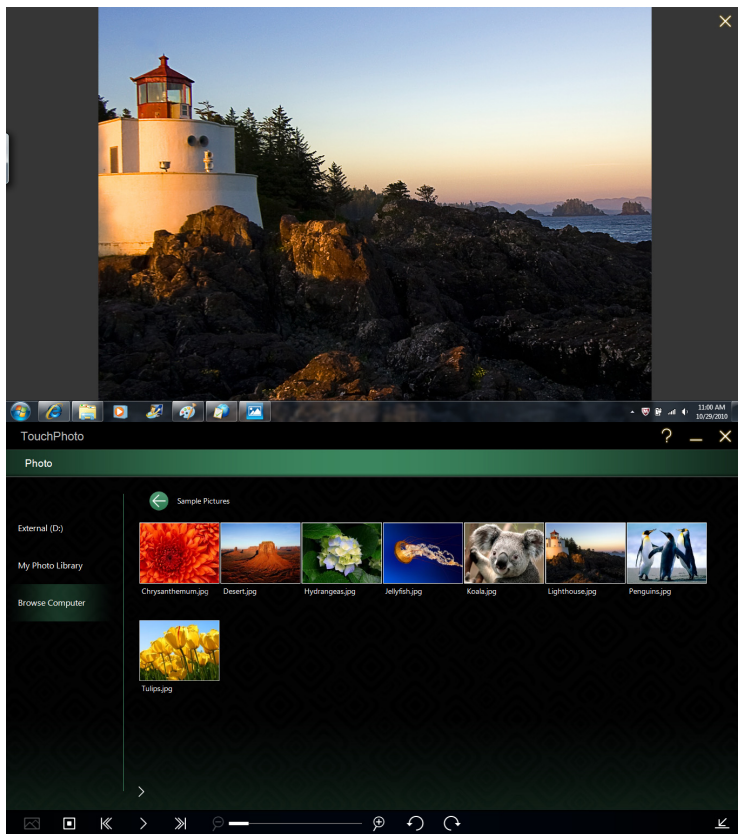 11:00 AM
10/29/2010
TouchPhoto
Photo
Sample Pictures
External (D:)
My Photo Library
Browse Computer
Chrysanthemum.jpg
Desert.jpg
Hydrangeas.jpg
Jellyfish.jpg
Koala.jpg
Lighthouse.jpg
Penguins.jpg
Tulips.jpg